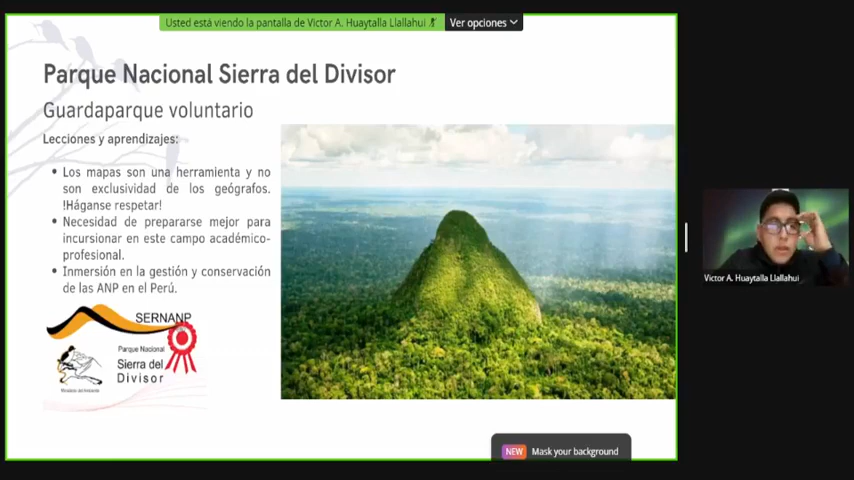 Usted está viendo la pantalla de Victor A. Huaytalla Llallahui
Ver opciones
Parque Nacional Sierra del Divisor
Guardaparque voluntario
Lecciones y aprendizajes:
• Los mapas son una herramienta y no
son exclusividad de los geógrafos.
!Háganse respetar!
• Necesidad de prepararse mejor para
incursionar en este campo académico-
profesional.
• Inmersión en la gestión y conservación
de las ANP en el Perú.
SERNANP
Parque Nacional
Sierra del
Divisor
Victor A. Huaytalla Llallahui
NEW Mask your background